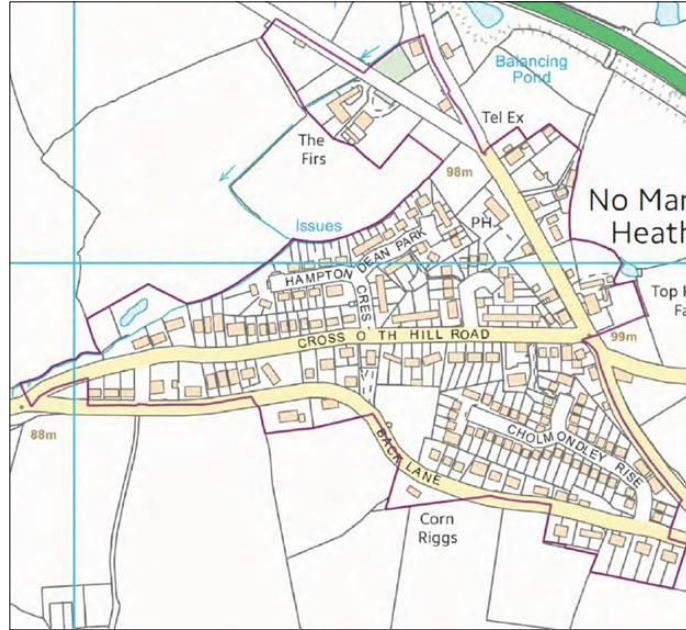 Balancing
Pond
Tel Ex
The
Firs
98m
No Mar
Heath
Issues
PH
HAMPTON DEAN PARK
CRES
Top H
Fa
CROSS O TH HILL ROAD
99m
88m
CHOLMONDLEY RISE
BACK LANE
Corn
Riggs